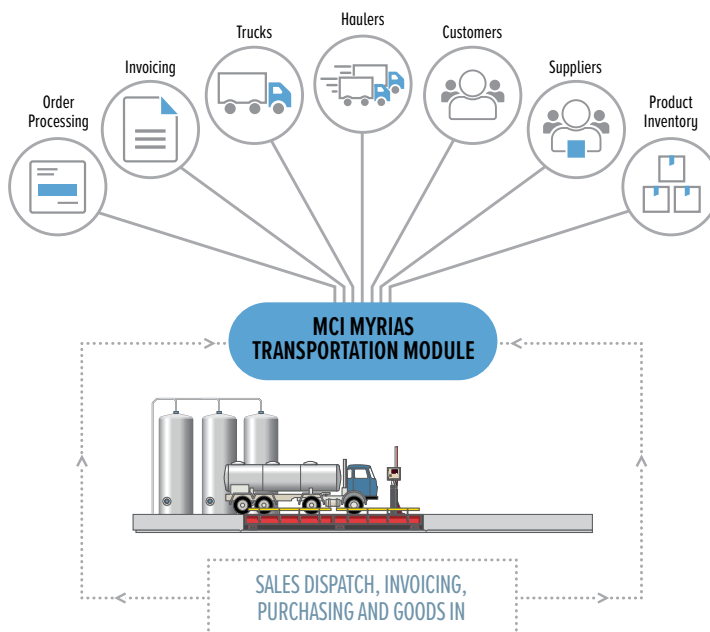 Order
Processing
Invoicing
Trucks
Haulers
Customers
Suppliers
Product
Inventory
MCI MYRIAS
TRANSPORTATION MODULE
SALES DISPATCH, INVOICING,
PURCHASING AND GOODS IN